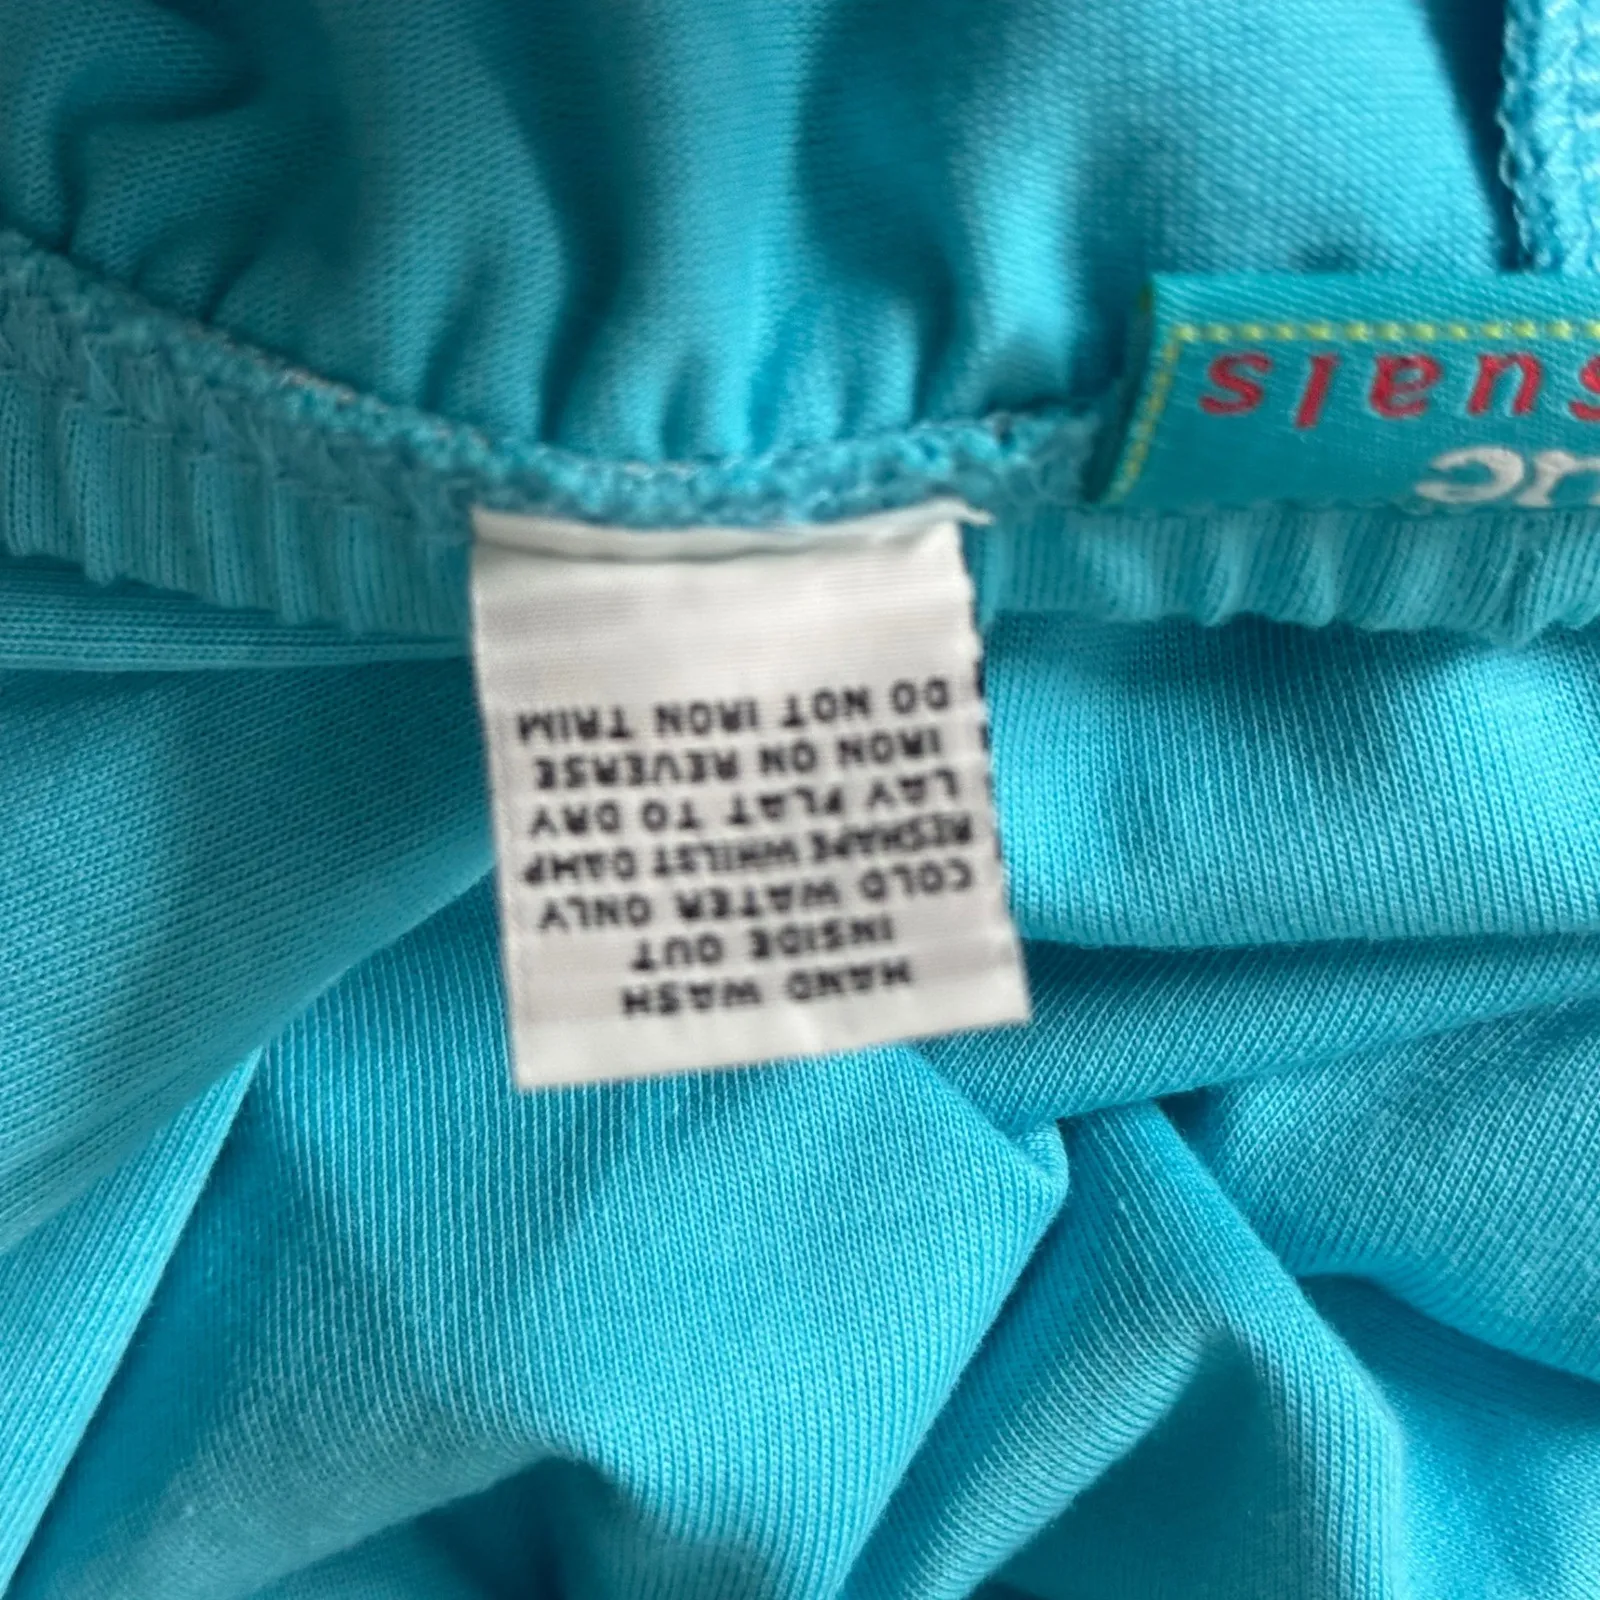 HAND WASH
INSIDE OUT
COLD WATER ONLY
RESHAPE WHILST DAMP
LAY FLAT TO DRY
IRON ON REVERSE
DO NOT IRON TRIM
suals